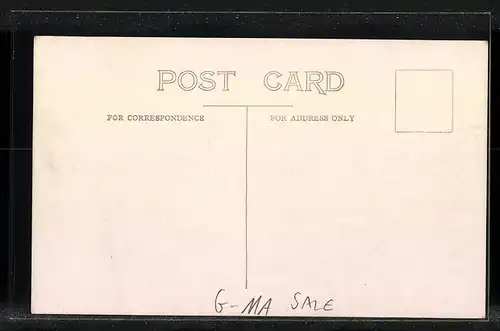 POST CARD
FOR CORRESPONDENCE
FOR ADDRESS ONLY
G-MA SALE